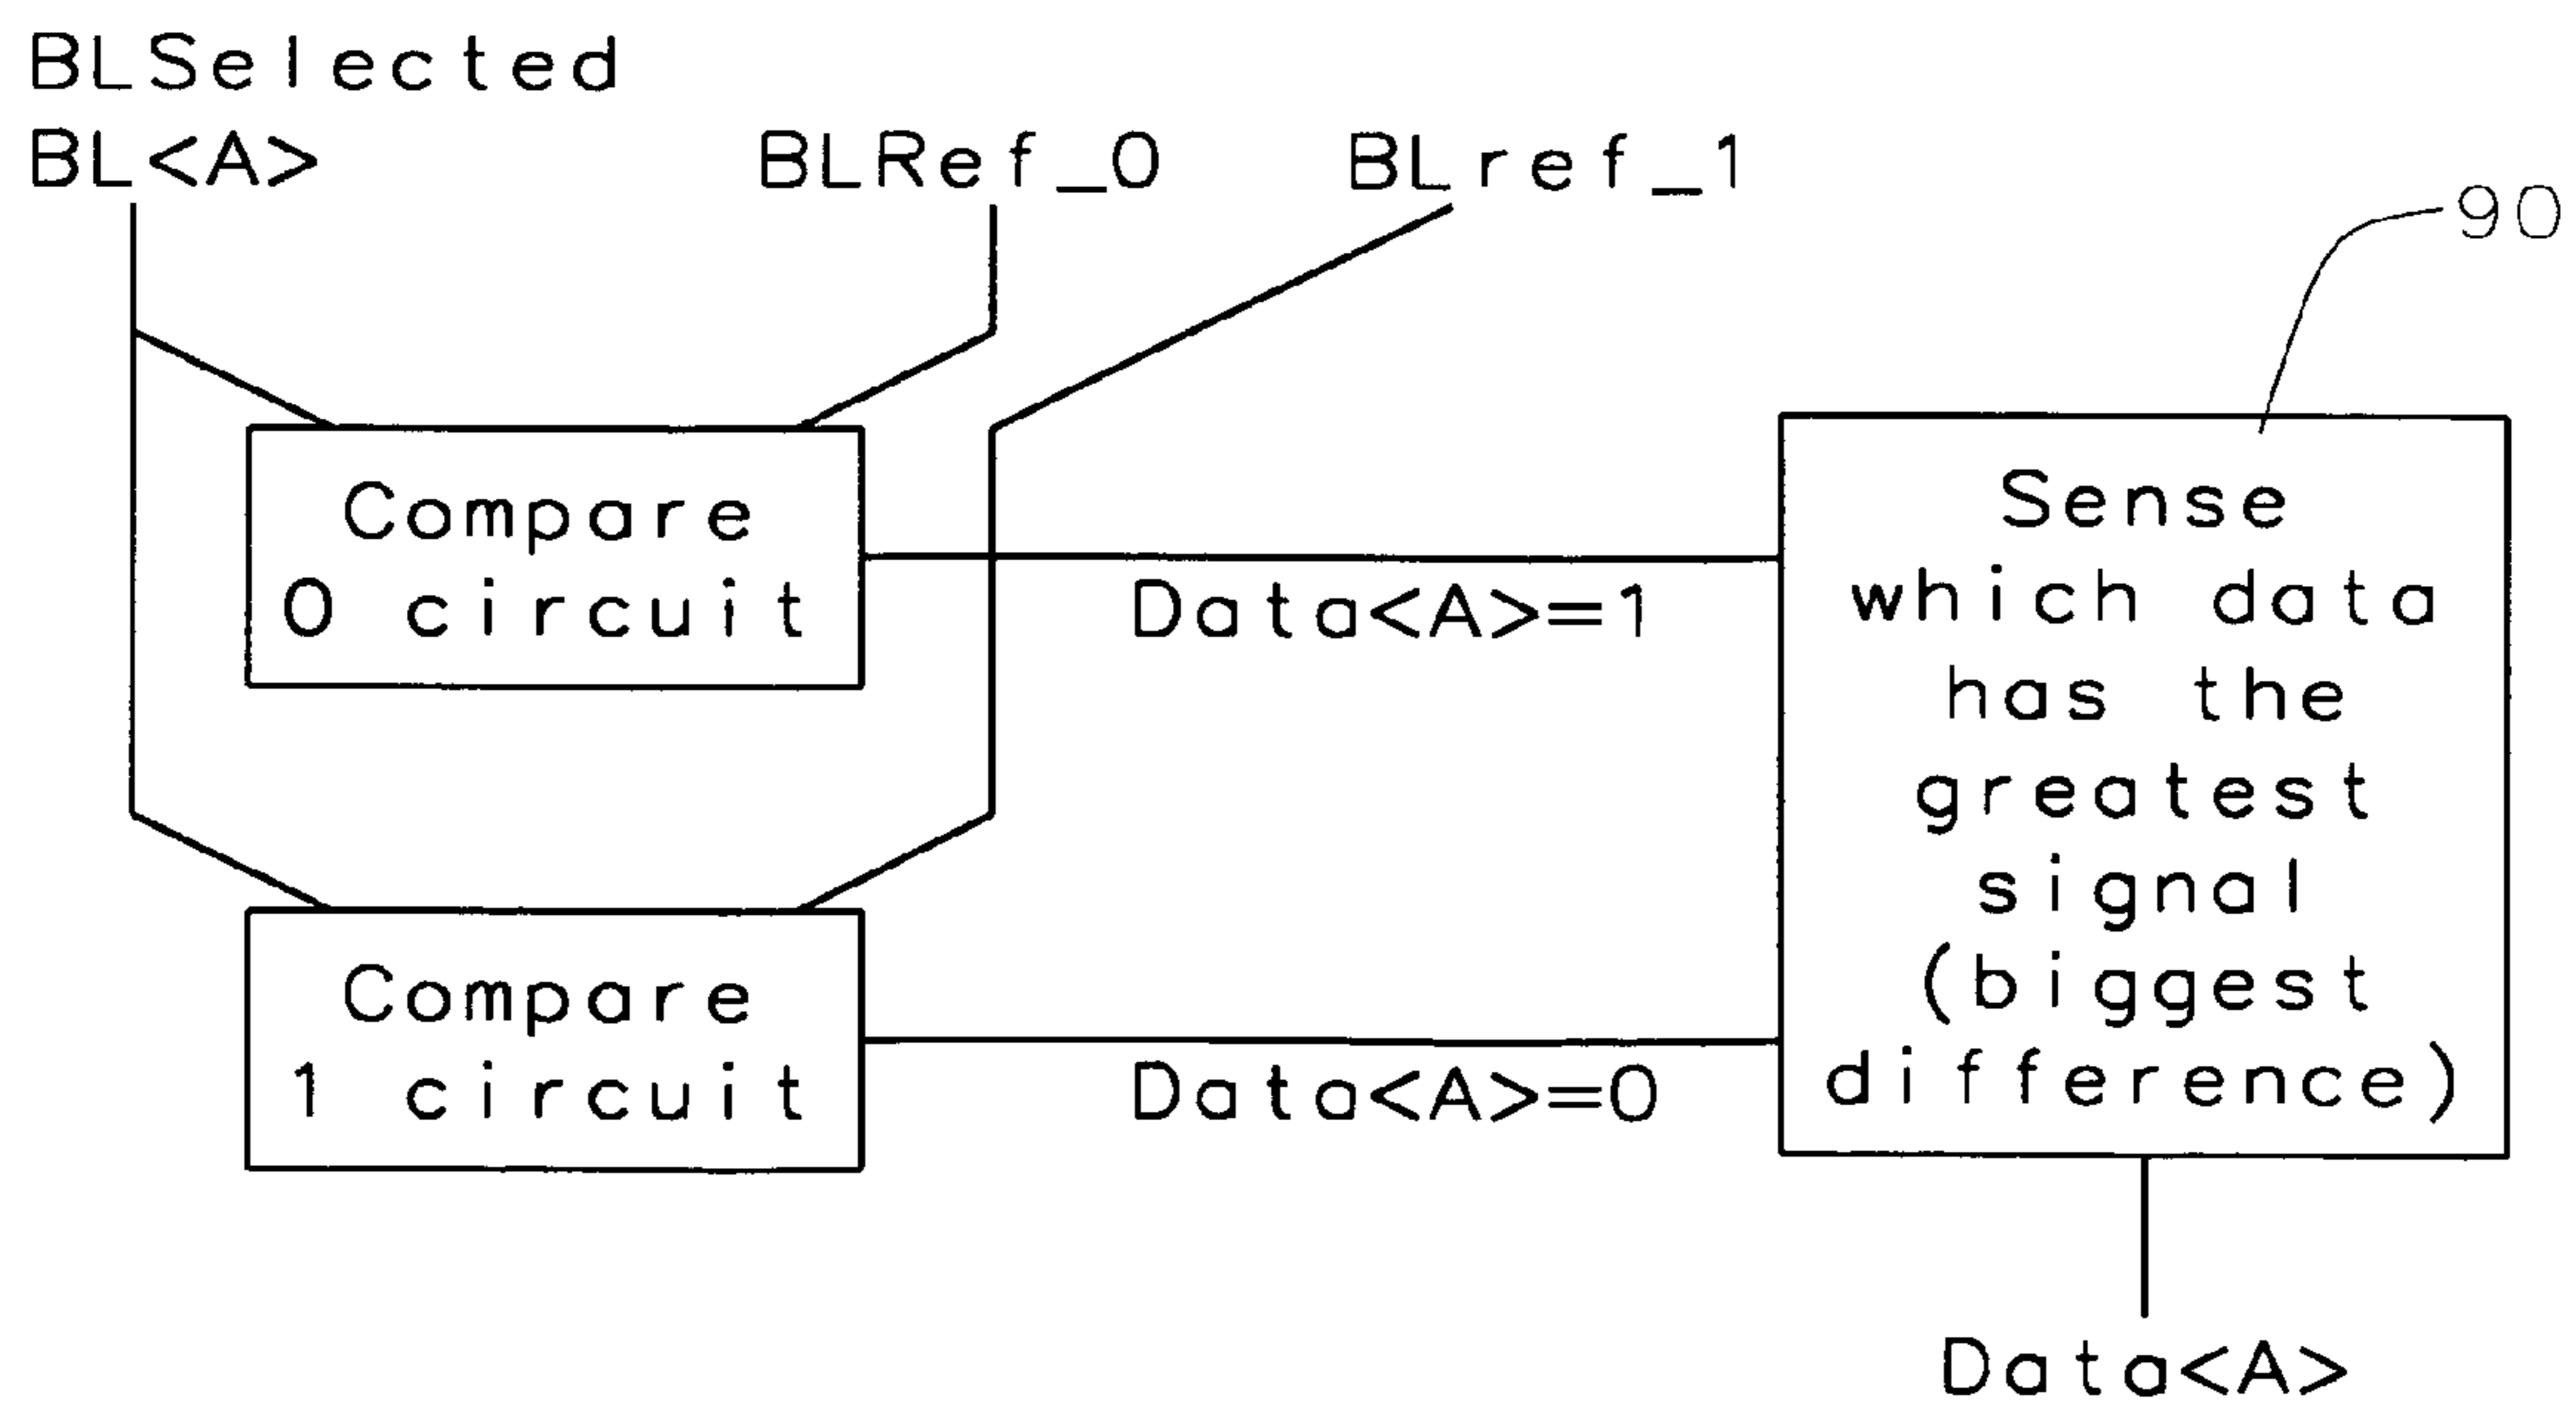 BLSelected
BL<A>
BLRef_0
BLref_1
90
Compare
0 circuit
Data<A>=1
Compare
1 circuit
Data<A>=0
Sense
which data
has the
greatest
signal
(biggest
difference)
Data<A>